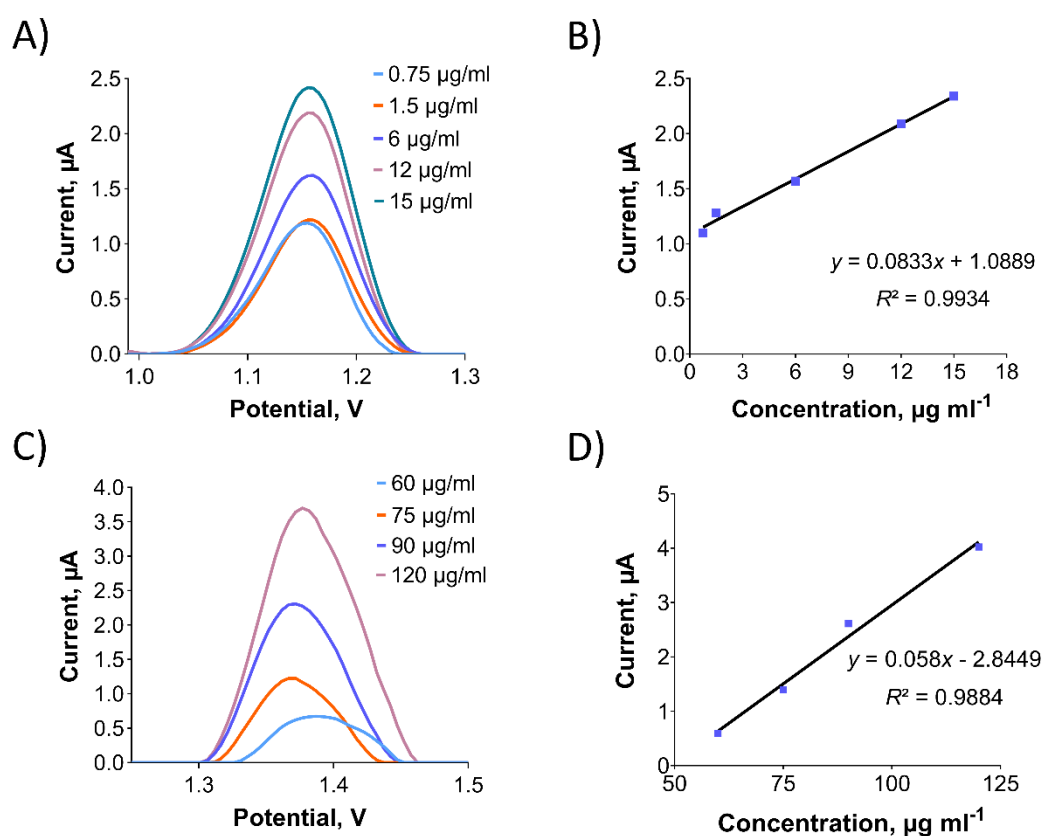 A)
0.75 µg/ml
1.5 µg/ml
6 µg/ml
12 µg/ml
15 µg/ml
2.5
2.0
1.5
1.0
0.5
0.0
Current, µA
1.0 1.1 1.2 1.3
Potential, V
B)
2.5
2.0
1.5
1.0
0.5
0.0
Current, µA
y = 0.0833x + 1.0889
R² = 0.9934
0 3 6 9 12 15 18
Concentration, µg ml⁻¹
C)
60 µg/ml
75 µg/ml
90 µg/ml
120 µg/ml
4.0
3.5
3.0
2.5
2.0
1.5
1.0
0.5
0.0
Current, µA
1.3 1.4 1.5
Potential, V
D)
5
4
3
2
1
0
Current, µA
y = 0.058x - 2.8449
R² = 0.9884
50 75 100 125
Concentration, µg ml⁻¹